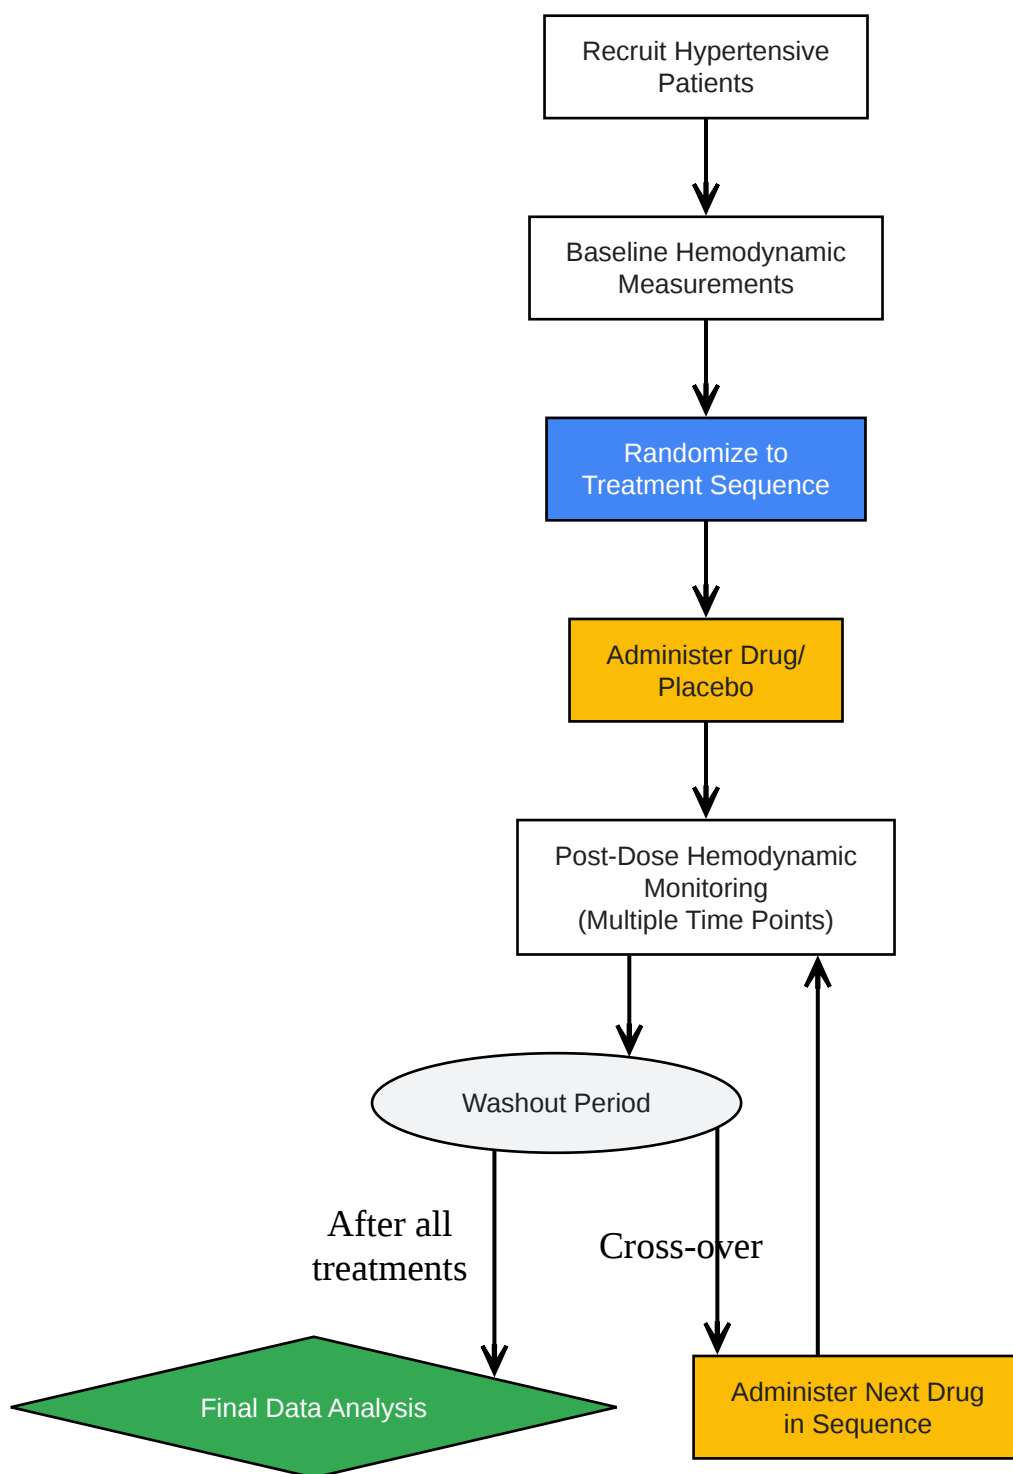 Recruit Hypertensive
Patients
Baseline Hemodynamic
Measurements
Randomize to
Treatment Sequence
Administer Drug/
Placebo
Post-Dose Hemodynamic
Monitoring
(Multiple Time Points)
Washout Period
After all
treatments
Cross-over
Final Data Analysis
Administer Next Drug
in Sequence